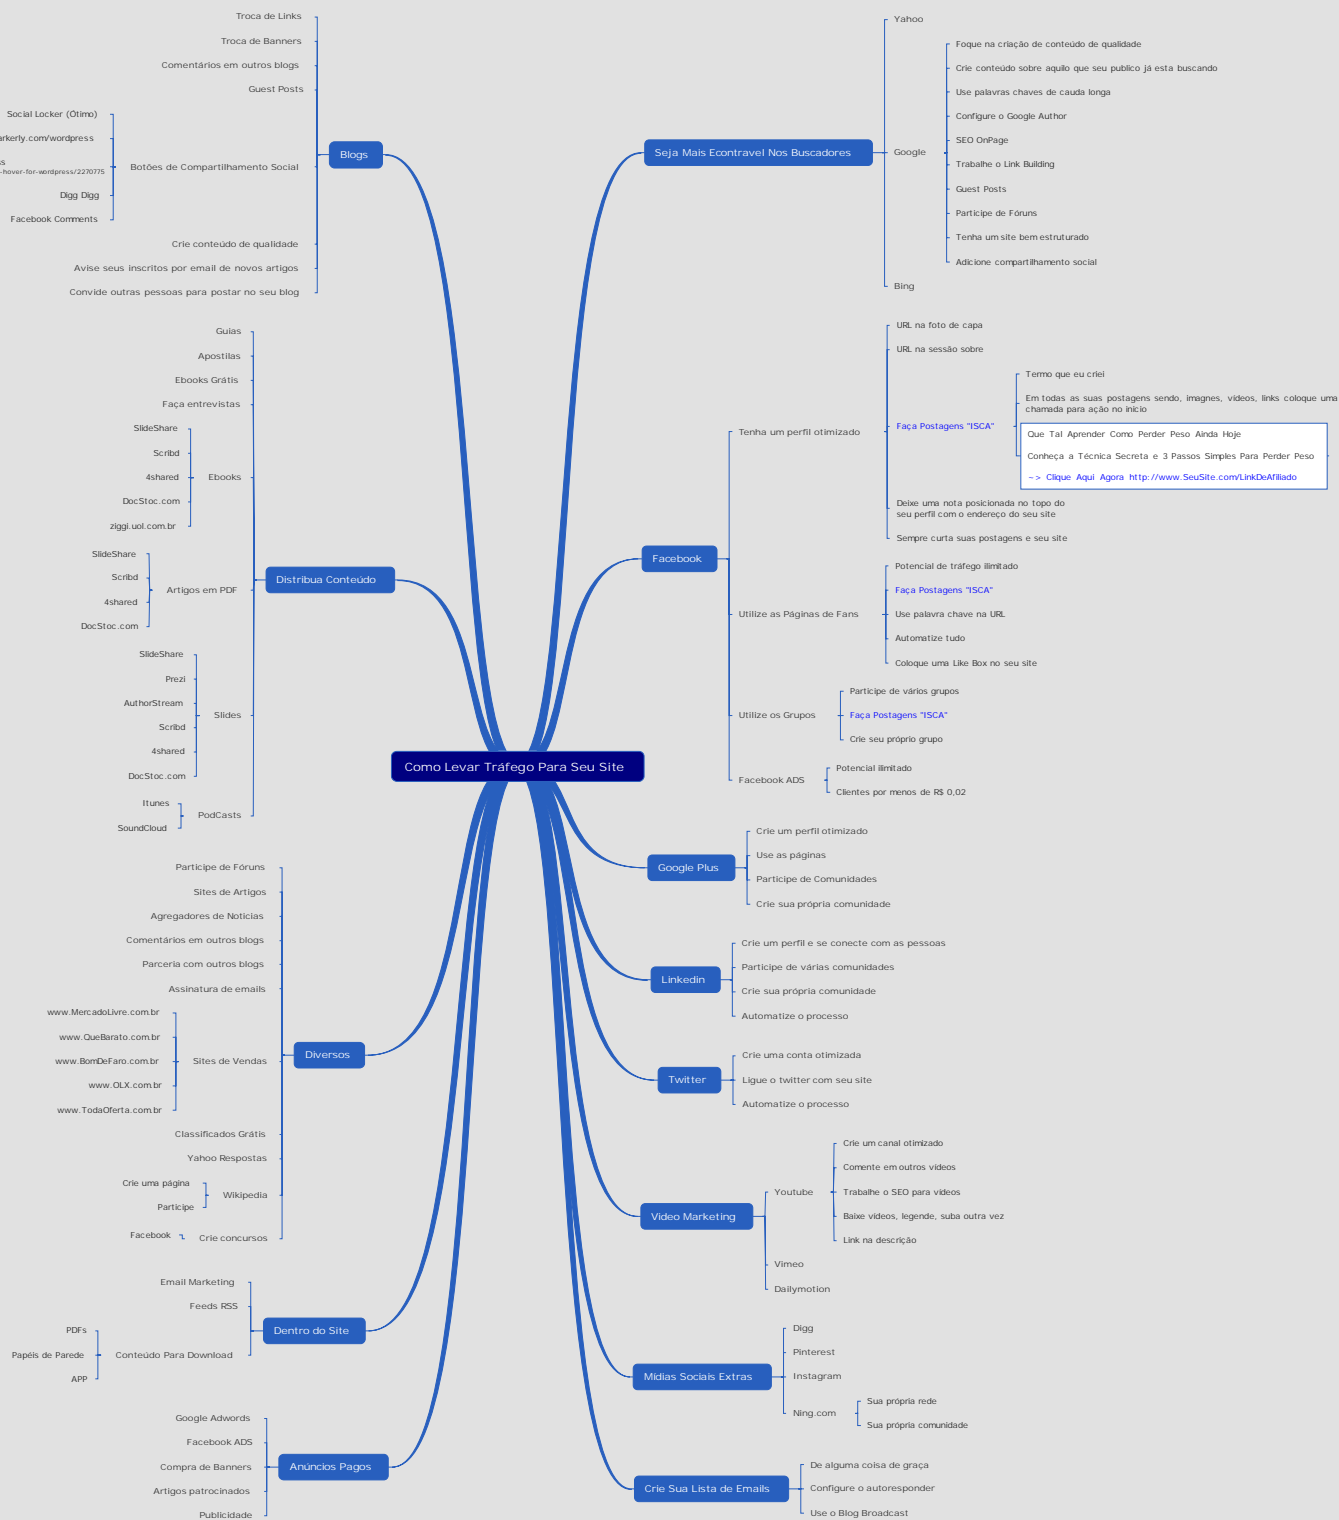 Como Levar Tráfego Para Seu Site
Blogs
Troca de Links
Troca de Banners
Comentários em outros blogs
Guest Posts
Botões de Compartilhamento Social
Social Locker (Ótimo)
arkerly.com/wordpress
-hover-for-wordpress/2270775
Digg Digg
Facebook Comments
Crie conteúdo de qualidade
Avise seus inscritos por email de novos artigos
Convide outras pessoas para postar no seu blog
Distribua Conteúdo
Guias
Apostilas
Ebooks Grátis
Faça entrevistas
Ebooks
SlideShare
Scribd
4shared
DocStoc.com
ziggi.uol.com.br
Artigos em PDF
SlideShare
Scribd
4shared
DocStoc.com
Slides
SlideShare
Prezi
AuthorStream
Scribd
4shared
DocStoc.com
PodCasts
Itunes
SoundCloud
Diversos
Participe de Fóruns
Sites de Artigos
Agregadores de Noticias
Comentários em outros blogs
Parceria com outros blogs
Assinatura de emails
Sites de Vendas
www.MercadoLivre.com.br
www.QueBarato.com.br
www.BomDeFaro.com.br
www.OLX.com.br
www.TodaOferta.com.br
Classificados Grátis
Yahoo Respostas
Wikipedia
Crie uma página
Participe
Crie concursos
Facebook
Dentro do Site
Email Marketing
Feeds RSS
Conteúdo Para Download
PDFs
Papéis de Parede
APP
Anúncios Pagos
Google Adwords
Facebook ADS
Compra de Banners
Artigos patrocinados
Publicidade
Seja Mais Econtravel Nos Buscadores
Yahoo
Google
Foque na criação de conteúdo de qualidade
Crie conteúdo sobre aquilo que seu publico já esta buscando
Use palavras chaves de cauda longa
Configure o Google Author
SEO OnPage
Trabalhe o Link Building
Guest Posts
Participe de Fóruns
Tenha um site bem estruturado
Adicione compartilhamento social
Bing
Facebook
Tenha um perfil otimizado
URL na foto de capa
URL na sessão sobre
Faça Postagens "ISCA"
Termo que eu criei
Em todas as suas postagens sendo, imagnes, vídeos, links coloque uma
chamada para ação no início
Que Tal Aprender Como Perder Peso Ainda Hoje
Conheça a Técnica Secreta e 3 Passos Simples Para Perder Peso
~> Clique Aqui Agora http://www.SeuSite.com/LinkDeAfiliado
Deixe uma nota posicionada no topo do
seu perfil com o endereço do seu site
Sempre curta suas postagens e seu site
Utilize as Páginas de Fans
Potencial de tráfego ilimitado
Faça Postagens "ISCA"
Use palavra chave na URL
Automatize tudo
Coloque uma Like Box no seu site
Utilize os Grupos
Participe de vários grupos
Faça Postagens "ISCA"
Crie seu próprio grupo
Facebook ADS
Potencial ilimitado
Clientes por menos de R$ 0,02
Google Plus
Crie um perfil otimizado
Use as páginas
Participe de Comunidades
Crie sua própria comunidade
Linkedin
Crie um perfil e se conecte com as pessoas
Participe de várias comunidades
Crie sua própria comunidade
Automatize o processo
Twitter
Crie uma conta otimizada
Ligue o twitter com seu site
Automatize o processo
Video Marketing
Youtube
Crie um canal otimizado
Comente em outros vídeos
Trabalhe o SEO para vídeos
Baixe vídeos, legende, suba outra vez
Link na descrição
Vimeo
Dailymotion
Mídias Sociais Extras
Digg
Pinterest
Instagram
Ning.com
Sua própria rede
Sua própria comunidade
Crie Sua Lista de Emails
De alguma coisa de graça
Configure o autoresponder
Use o Blog Broadcast